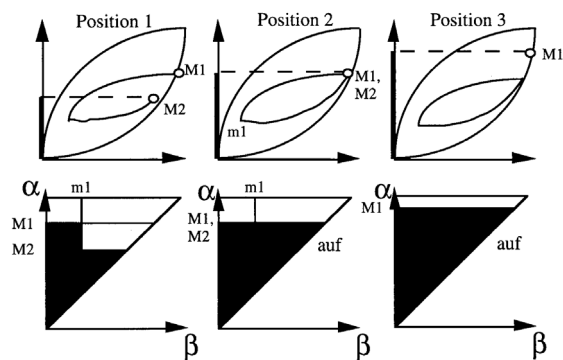 Position 1
Position 2
Position 3
M1
M2
m1
M1,
M2
M1
α
m1
M1
M2
β
α
m1
M1,
M2
auf
β
α
M1
auf
β